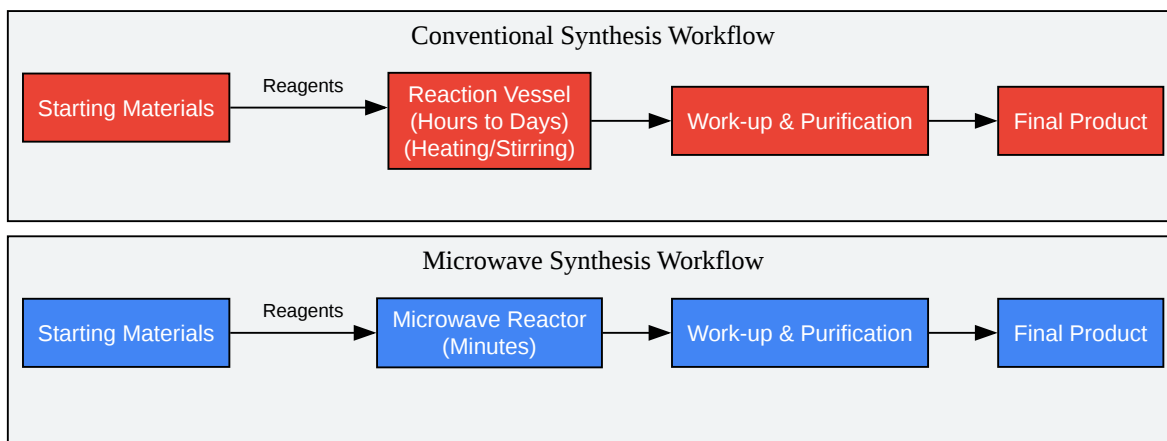 Conventional Synthesis Workflow
Starting Materials
Reagents
Reaction Vessel
(Hours to Days)
(Heating/Stirring)
Work-up & Purification
Final Product
Microwave Synthesis Workflow
Starting Materials
Reagents
Microwave Reactor
(Minutes)
Work-up & Purification
Final Product